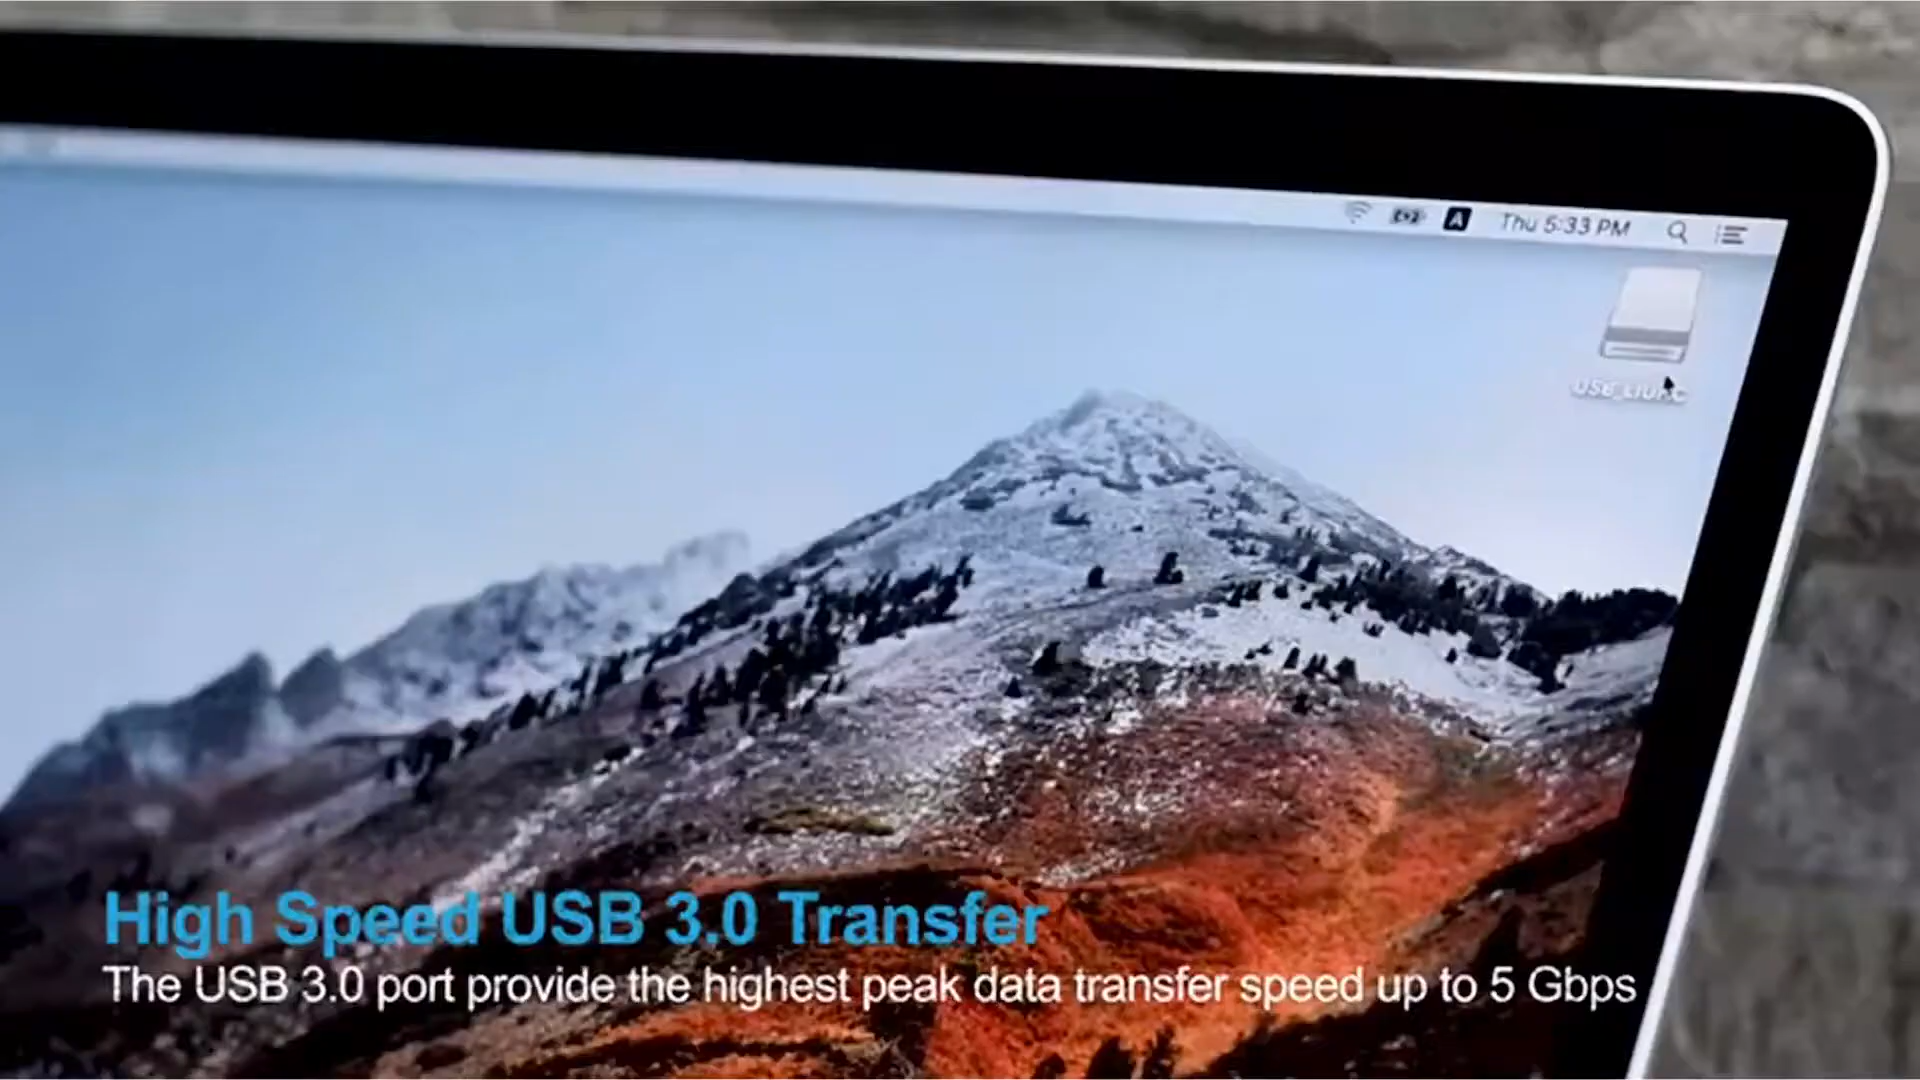 A Thu 5:33 PM
High Speed USB 3.0 Transfer
The USB 3.0 port provide the highest peak data transfer speed up to 5 Gbps